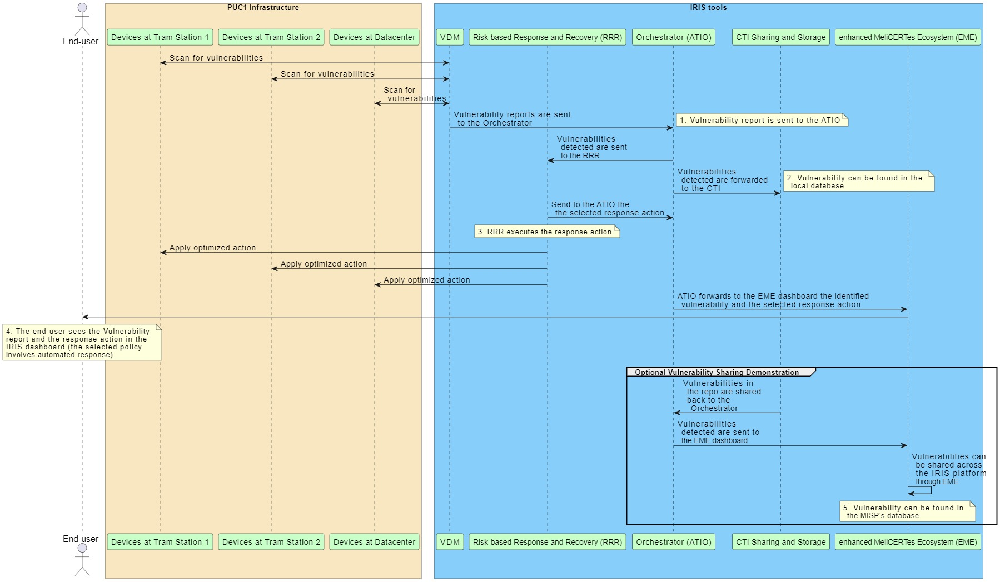 PUC1 Infrastructure
IRIS tools
End-user
Devices at Tram Station 1
Devices at Tram Station 2
Devices at Datacenter
VDM
Risk-based Response and Recovery (RRR)
Orchestrator (ATIO)
CTI Sharing and Storage
enhanced MeliCERTes Ecosystem (EME)
Scan for vulnerabilities
Scan for vulnerabilities
Scan for
vulnerabilities
Vulnerability reports are sent
to the Orchestrator
1. Vulnerability report is sent to the ATIO
Vulnerabilities
detected are sent
to the RRR
Vulnerabilities
detected are forwarded
to the CTI
2. Vulnerability can be found in the
local database
Send to the ATIO the
the selected response action
3. RRR executes the response action
Apply optimized action
Apply optimized action
Apply optimized action
ATIO forwards to the EME dashboard the identified
vulnerability and the selected response action
4. The end-user sees the Vulnerability
report and the response action in the
IRIS dashboard (the selected policy
involves automated response).
Optional Vulnerability Sharing Demonstration
Vulnerabilities in
the repo are shared
back to the
Orchestrator
Vulnerabilities
detected are sent to
the EME dashboard
Vulnerabilities can
be shared across
the IRIS platform
through EME
5. Vulnerability can be found in
the MISP's database
End-user
Devices at Tram Station 1
Devices at Tram Station 2
Devices at Datacenter
VDM
Risk-based Response and Recovery (RRR)
Orchestrator (ATIO)
CTI Sharing and Storage
enhanced MeliCERTes Ecosystem (EME)